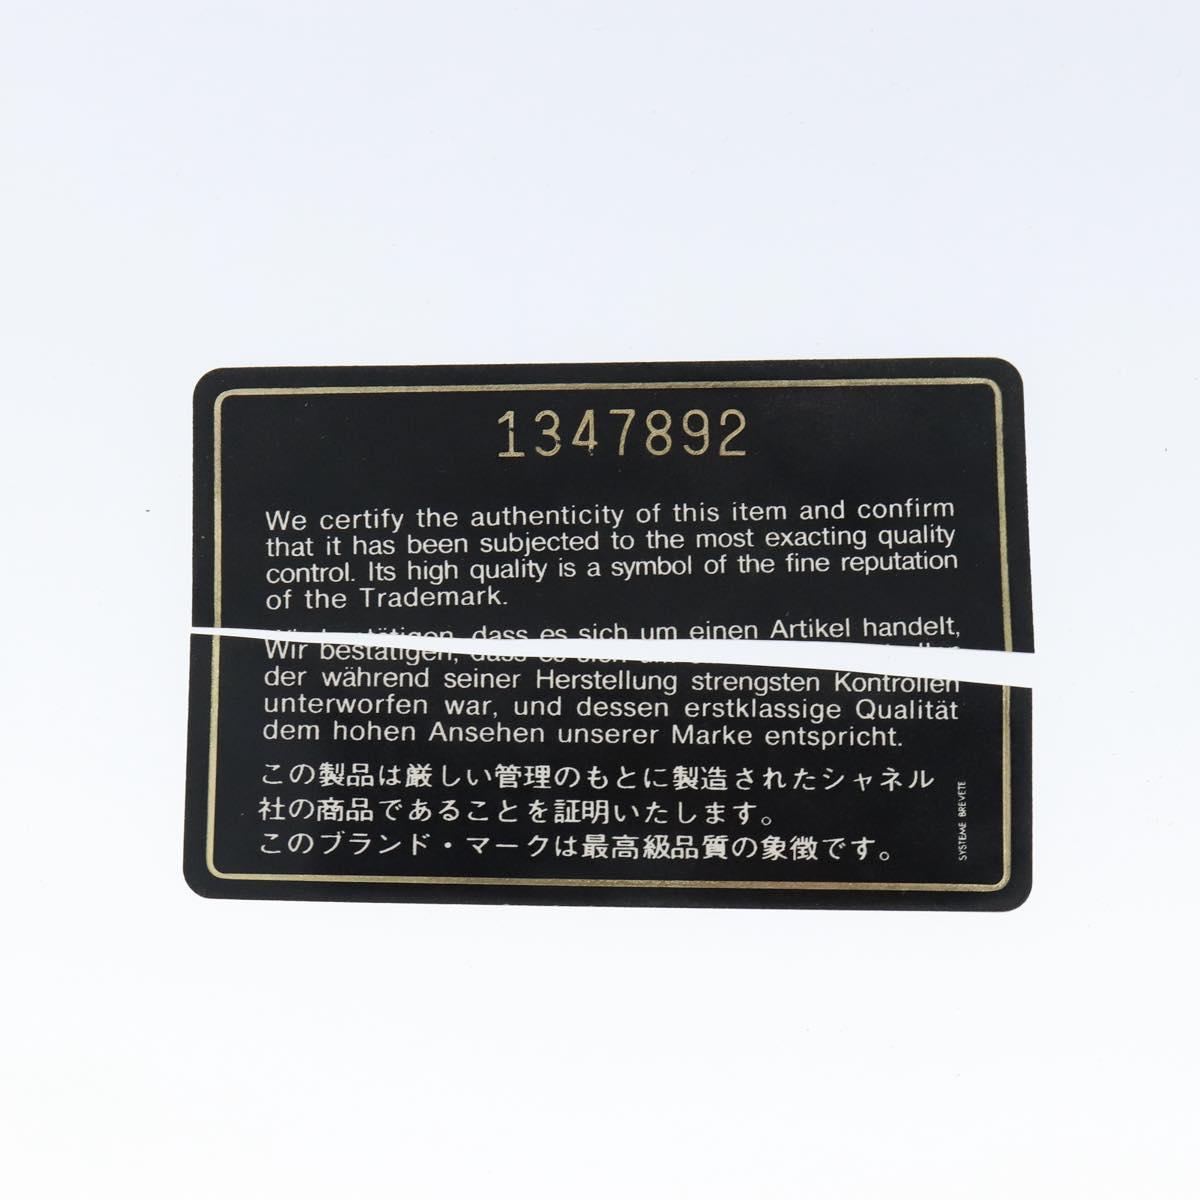 1347892
We certify the authenticity of this item and confirm
that it has been subjected to the most exacting quality
control. Its high quality is a symbol of the fine reputation
of the Trademark.
Wir bestätigen, dass es sich um einen Artikel handelt,
Wir bestätigen, dass es sich
der während seiner Herstellung strengsten Kontrollen
unterworfen war, und dessen erstklassige Qualität
dem hohen Ansehen unserer Marke entspricht.
この製品は厳しい管理のもとに製造されたシャネル
社の商品であることを証明いたします。
このブランド・マークは最高級品質の象徴です。
SYSTEME BREVETE